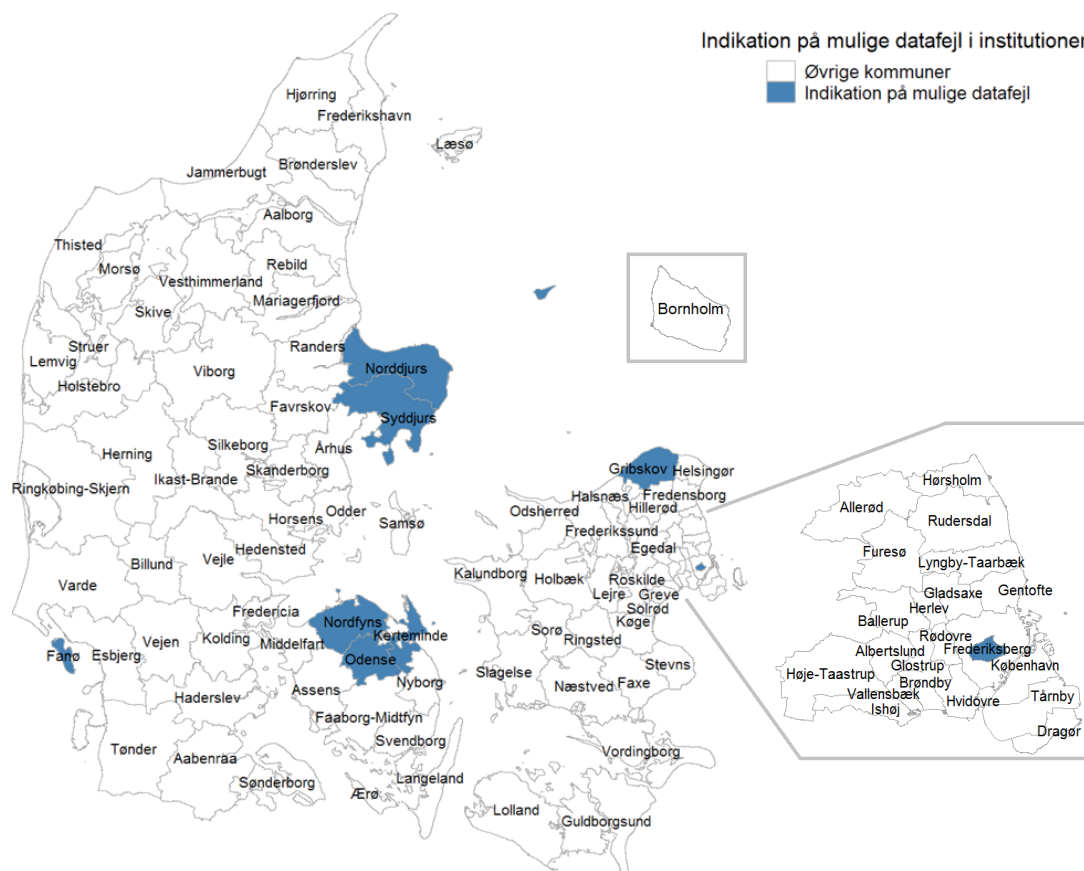 Indikation på mulige datafejl i institutioner
Øvrige kommuner
Indikation på mulige datafejl
Hjørring
Frederikshavn
Læsø
Brønderslev
Jammerbugt
Aalborg
Thisted
Morsø
Rebild
Vesthimmerland
Mariagerfjord
Skive
Bornholm
Struer
Randers
Lemvig
Viborg
Norddjurs
Holstebro
Favrskov
Syddjurs
Silkeborg
Århus
Herning
Skanderborg
Ikast-Brande
Ringkøbing-Skjern
Gribskov
Helsingør
Halsnæs
Fredensborg
Hillerød
Odder
Odsherred
Horsens
Samsø
Frederikssund
Hedensted
Egedal
Vejle
Billund
Kalundborg
Holbæk
Roskilde
Varde
Lejre
Greve
Solrød
Køge
Fredericia
Nordfyns
Kerteminde
Sorø
Ringsted
Vejen
Kolding
Middelfart
Fanø
Esbjerg
Odense
Stevns
Slagelse
Nyborg
Næstved
Faxe
Haderslev
Assens
Faaborg-Midtfyn
Svendborg
Tønder
Vordingborg
Aabenraa
Sønderborg
Langeland
Ærø
Lolland
Guldborgsund
Hørsholm
Allerød
Rudersdal
Furesø
Lyngby-Taarbæk
Gentofte
Gladsaxe
Herlev
Ballerup
Rødovre
Frederiksberg
Albertslund
Glostrup
København
Høje-Taastrup
Brøndby
Vallensbæk
Hvidovre
Tårnby
Ishøj
Dragør